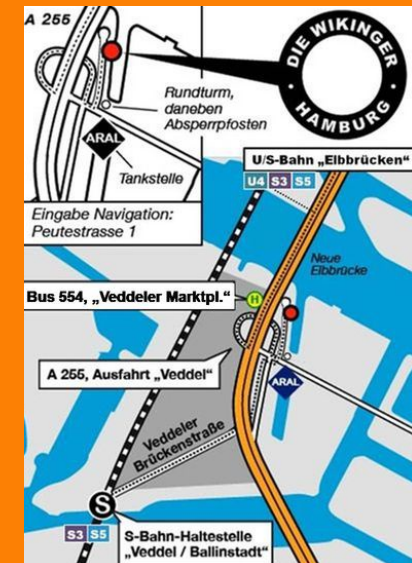 A 255
DIE WIKINGER
HAMBURG
Rundturm,
daneben
Absperrpfosten
ARAL
Tankstelle
Eingabe Navigation:
Peutestrasse 1
U/S-Bahn „Elbbrücken“
U4 S3 S5
Neue
Elbbrücke
Bus 554, „Veddeler Marktpl.“
H
A 255, Ausfahrt „Veddel“
ARAL
Veddeler
Brückenstraße
S
S3 S5
S-Bahn-Haltestelle
„Veddel / Ballinstadt“